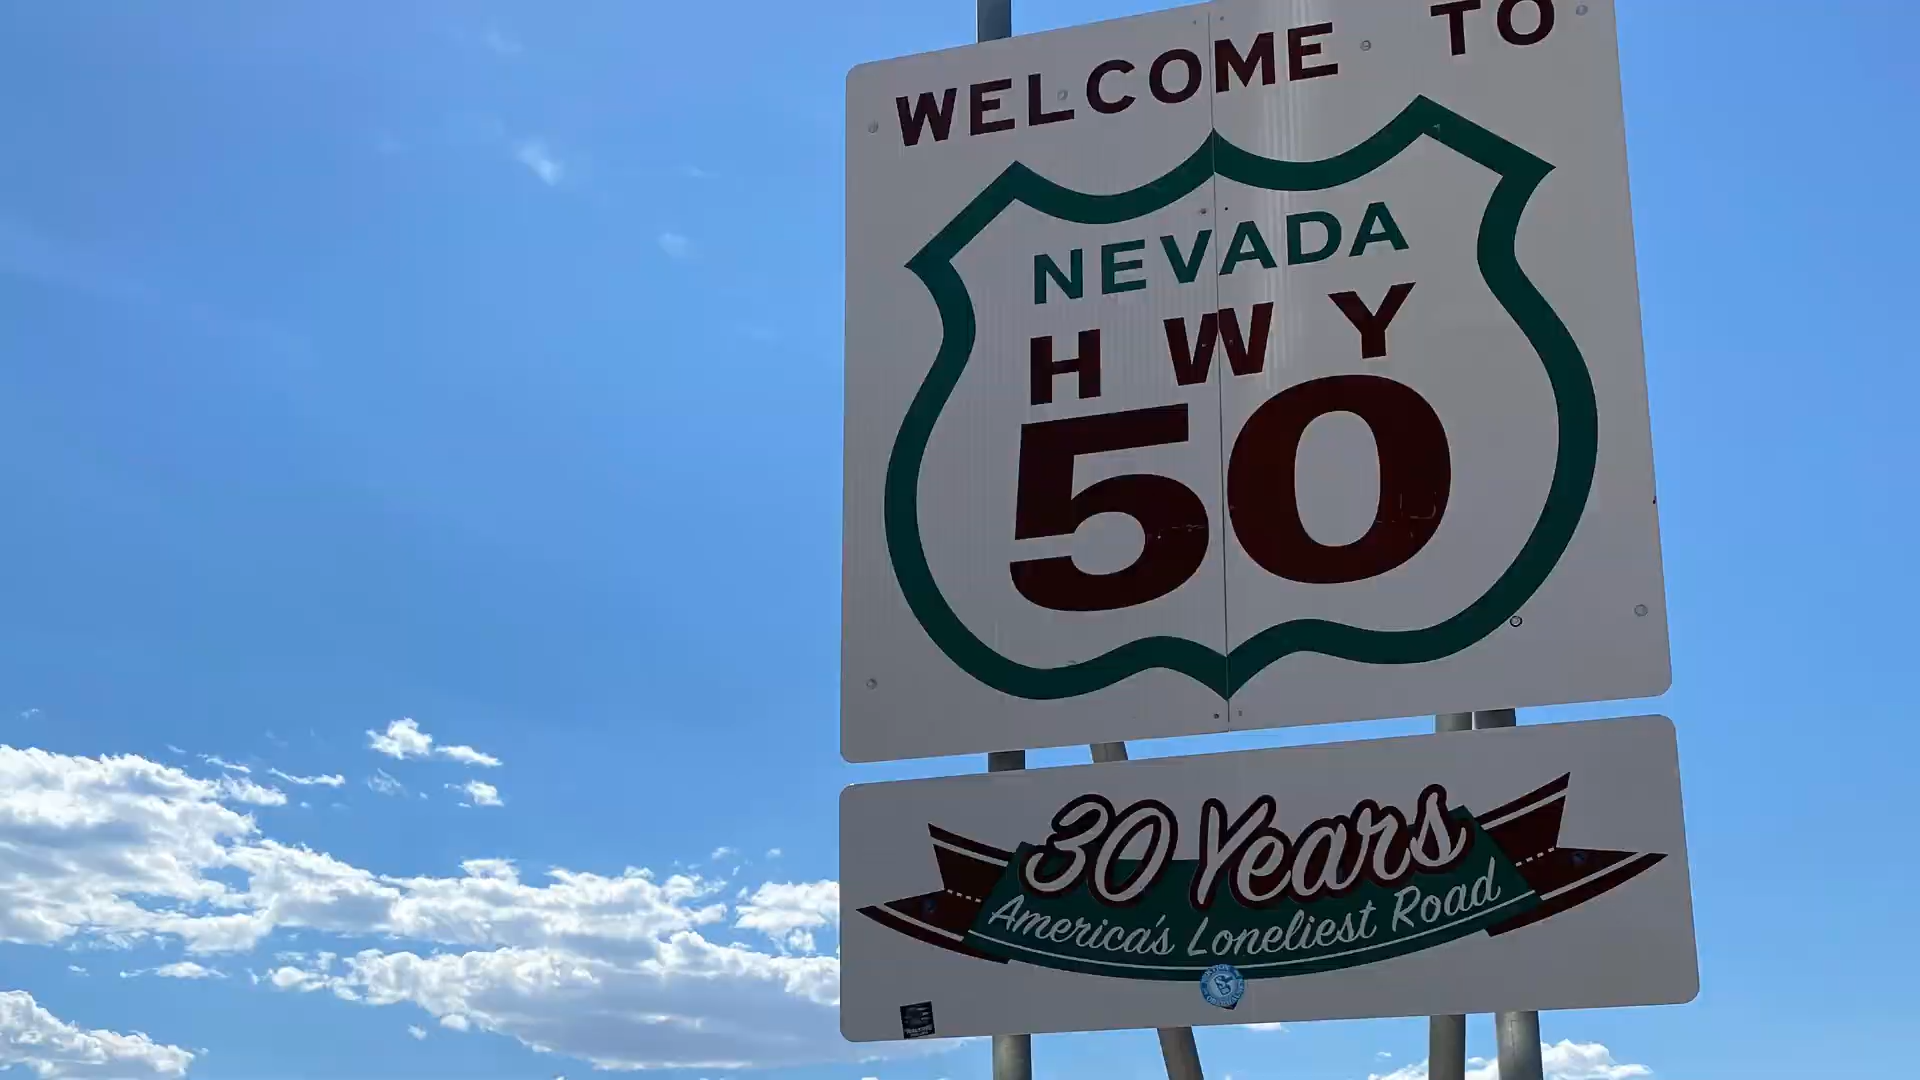 WELCOME TO
NEVADA
HWY
50
30 Years
America's Loneliest Road